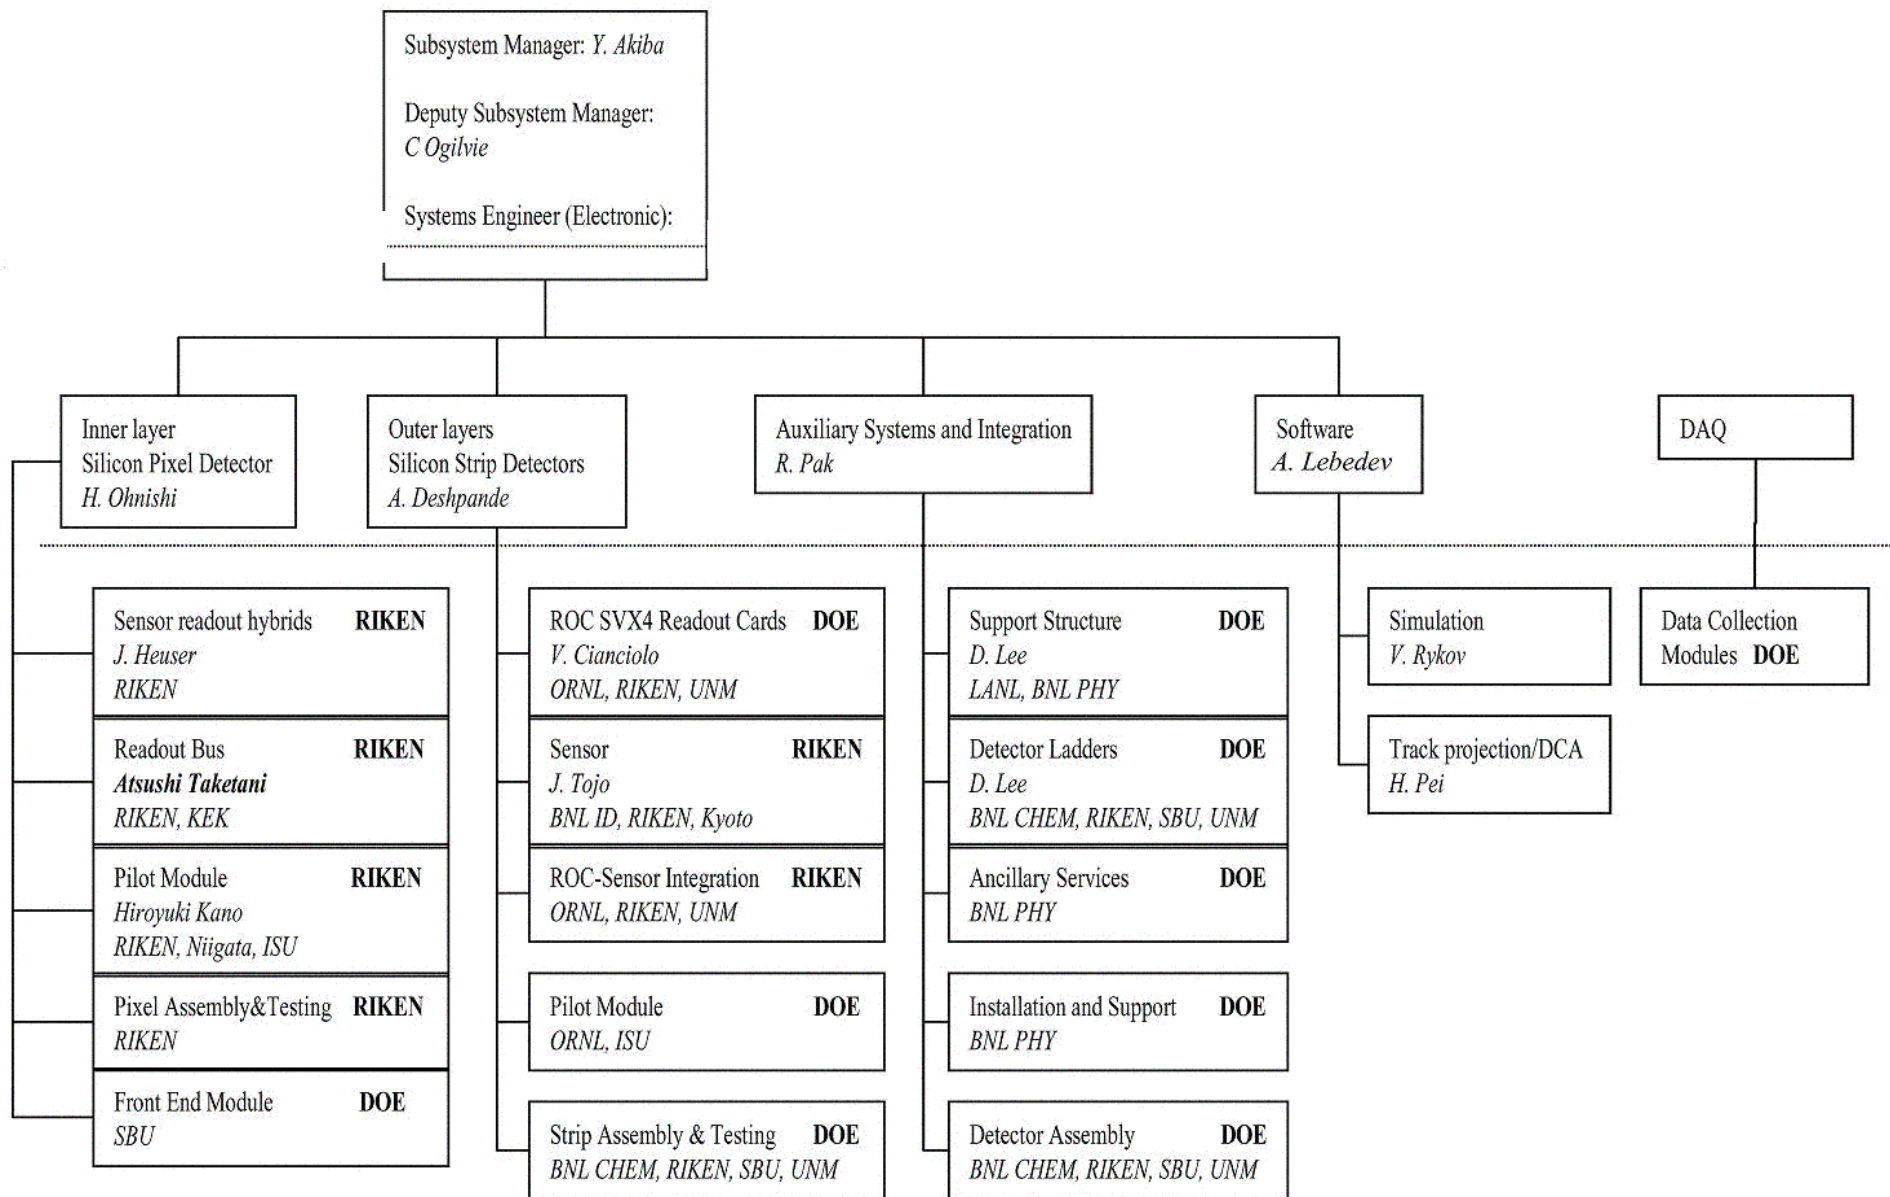 Subsystem Manager: Y. Akiba
Deputy Subsystem Manager:
C Ogilvie
Systems Engineer (Electronic):
Inner layer
Silicon Pixel Detector
H. Ohnishi
Outer layers
Silicon Strip Detectors
A. Deshpande
Auxiliary Systems and Integration
R. Pak
Software
A. Lebedev
DAQ
Sensor readout hybrids RIKEN
J. Heuser
RIKEN
Readout Bus RIKEN
Atsushi Taketani
RIKEN, KEK
Pilot Module RIKEN
Hiroyuki Kano
RIKEN, Niigata, ISU
Pixel Assembly&Testing RIKEN
RIKEN
Front End Module DOE
SBU
ROC SVX4 Readout Cards DOE
V. Cianciolo
ORNL, RIKEN, UNM
Sensor RIKEN
J. Tojo
BNL ID, RIKEN, Kyoto
ROC-Sensor Integration RIKEN
ORNL, RIKEN, UNM
Pilot Module DOE
ORNL, ISU
Strip Assembly & Testing DOE
BNL CHEM, RIKEN, SBU, UNM
Support Structure DOE
D. Lee
LANL, BNL PHY
Detector Ladders DOE
D. Lee
BNL CHEM, RIKEN, SBU, UNM
Ancillary Services DOE
BNL PHY
Installation and Support DOE
BNL PHY
Detector Assembly DOE
BNL CHEM, RIKEN, SBU, UNM
Simulation
V. Rykov
Track projection/DCA
H. Pei
Data Collection
Modules DOE